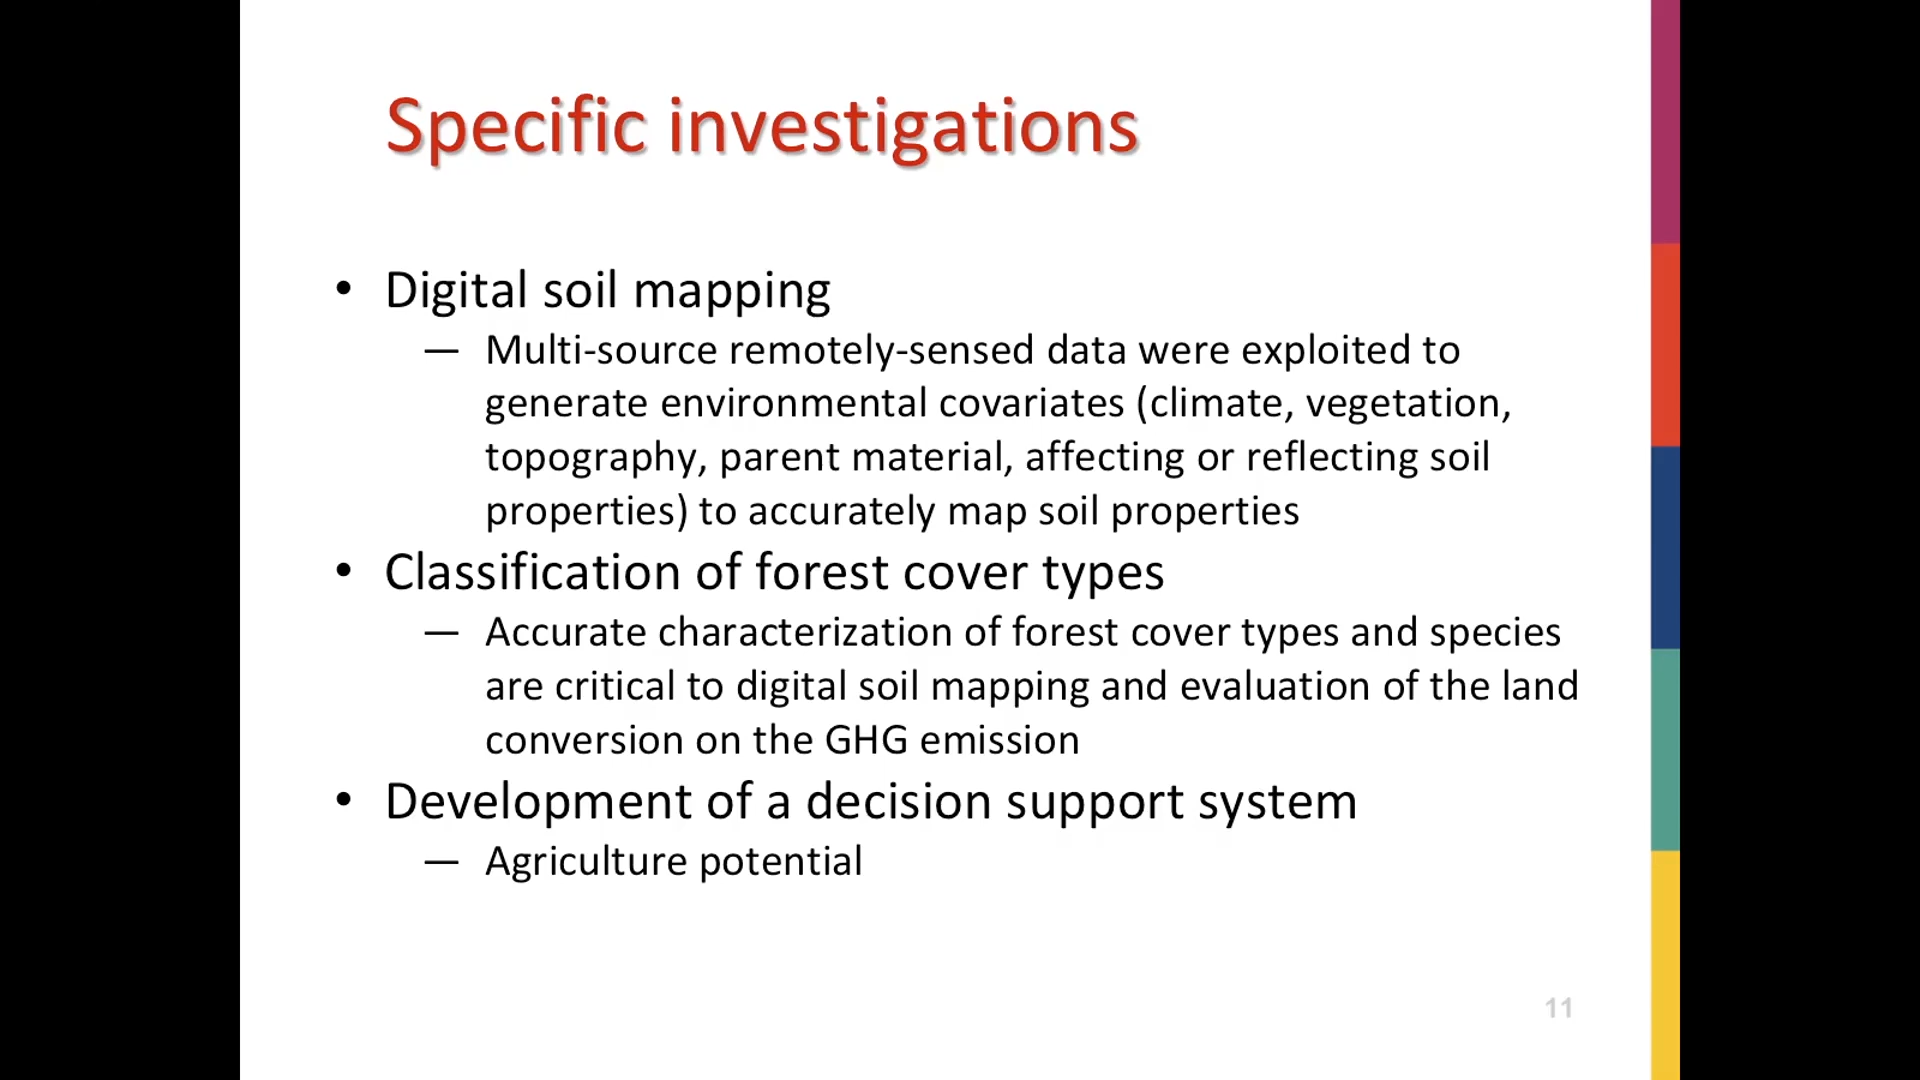 Specific investigations
• Digital soil mapping
— Multi-source remotely-sensed data were exploited to
generate environmental covariates (climate, vegetation,
topography, parent material, affecting or reflecting soil
properties) to accurately map soil properties
• Classification of forest cover types
— Accurate characterization of forest cover types and species
are critical to digital soil mapping and evaluation of the land
conversion on the GHG emission
• Development of a decision support system
— Agriculture potential
11